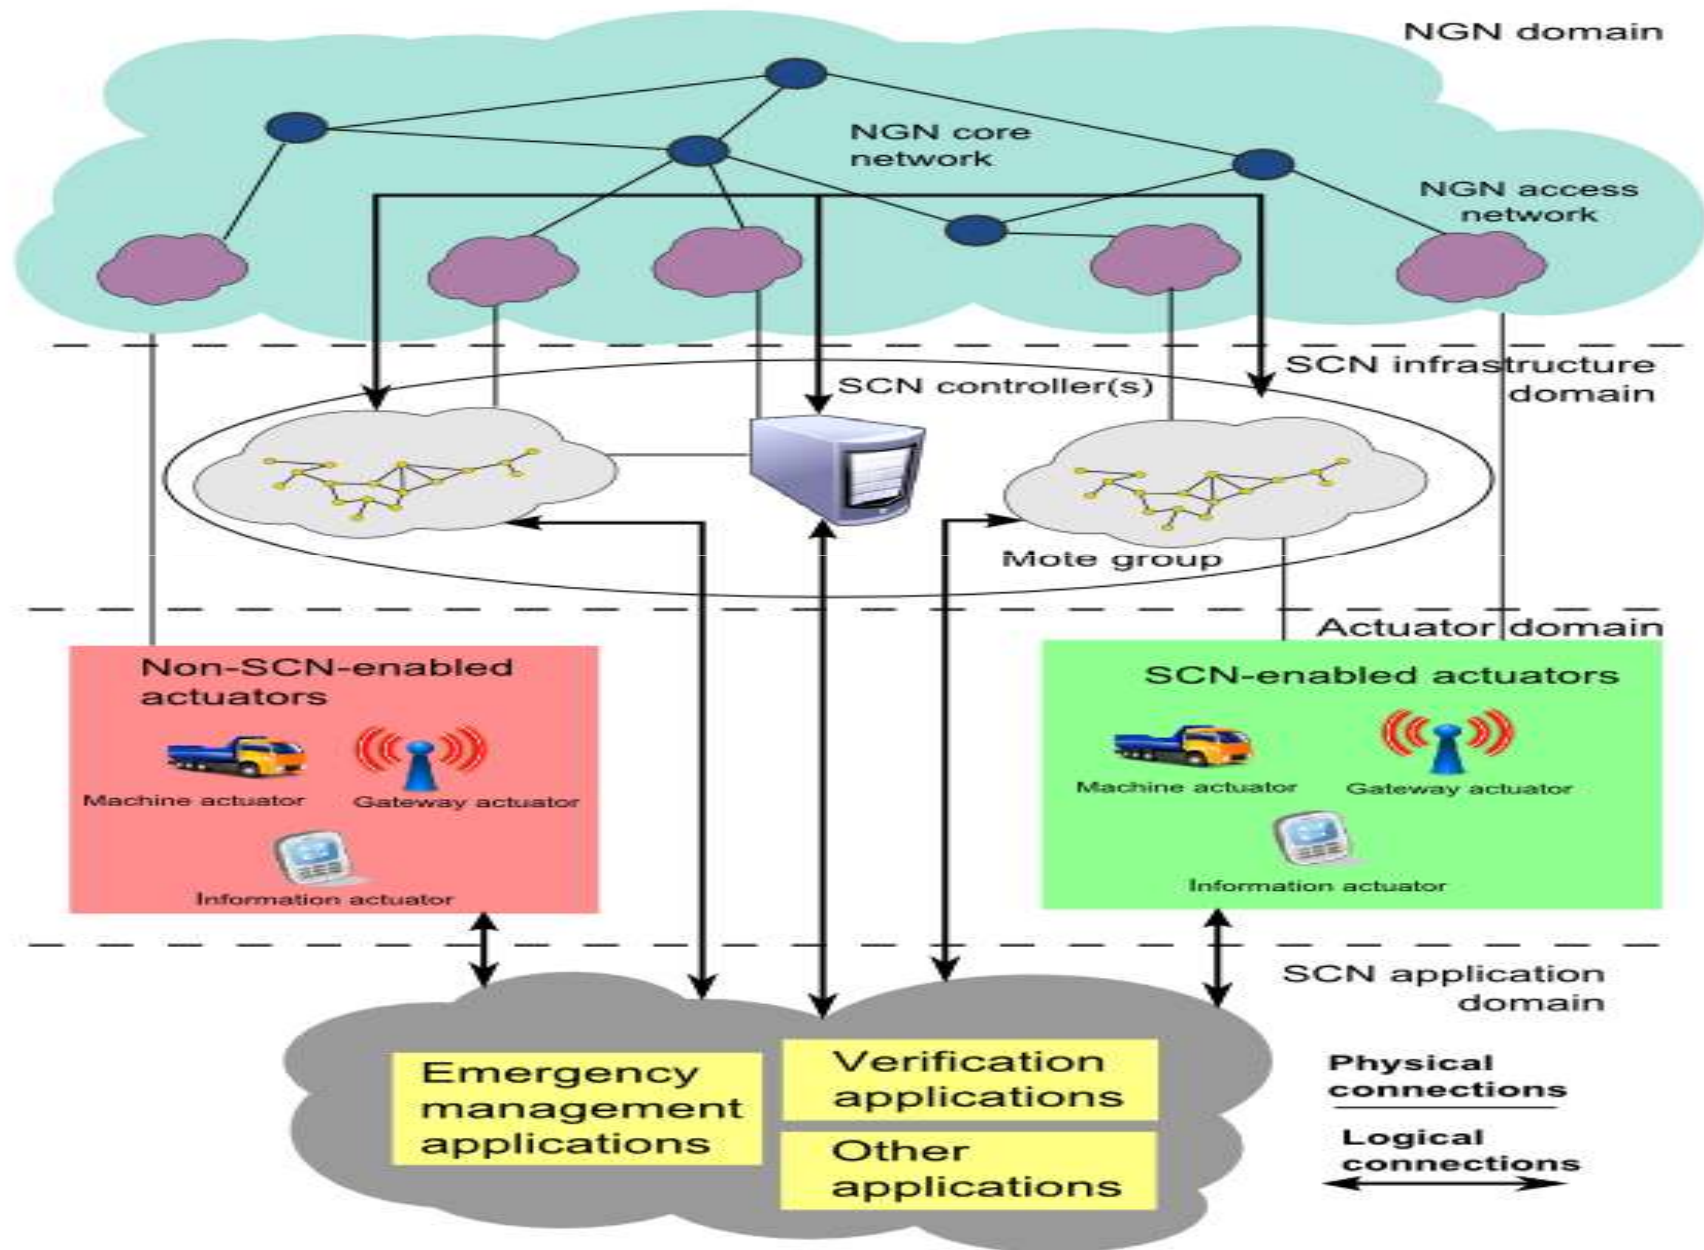 NGN domain
NGN core
network
NGN access
network
SCN infrastructure
domain
SCN controller(s)
Mote group
Actuator domain
Non-SCN-enabled
actuators
Machine actuator
Gateway actuator
Information actuator
SCN-enabled actuators
Machine actuator
Gateway actuator
Information actuator
SCN application
domain
Emergency
management
applications
Verification
applications
Other
applications
Physical
connections
Logical
connections